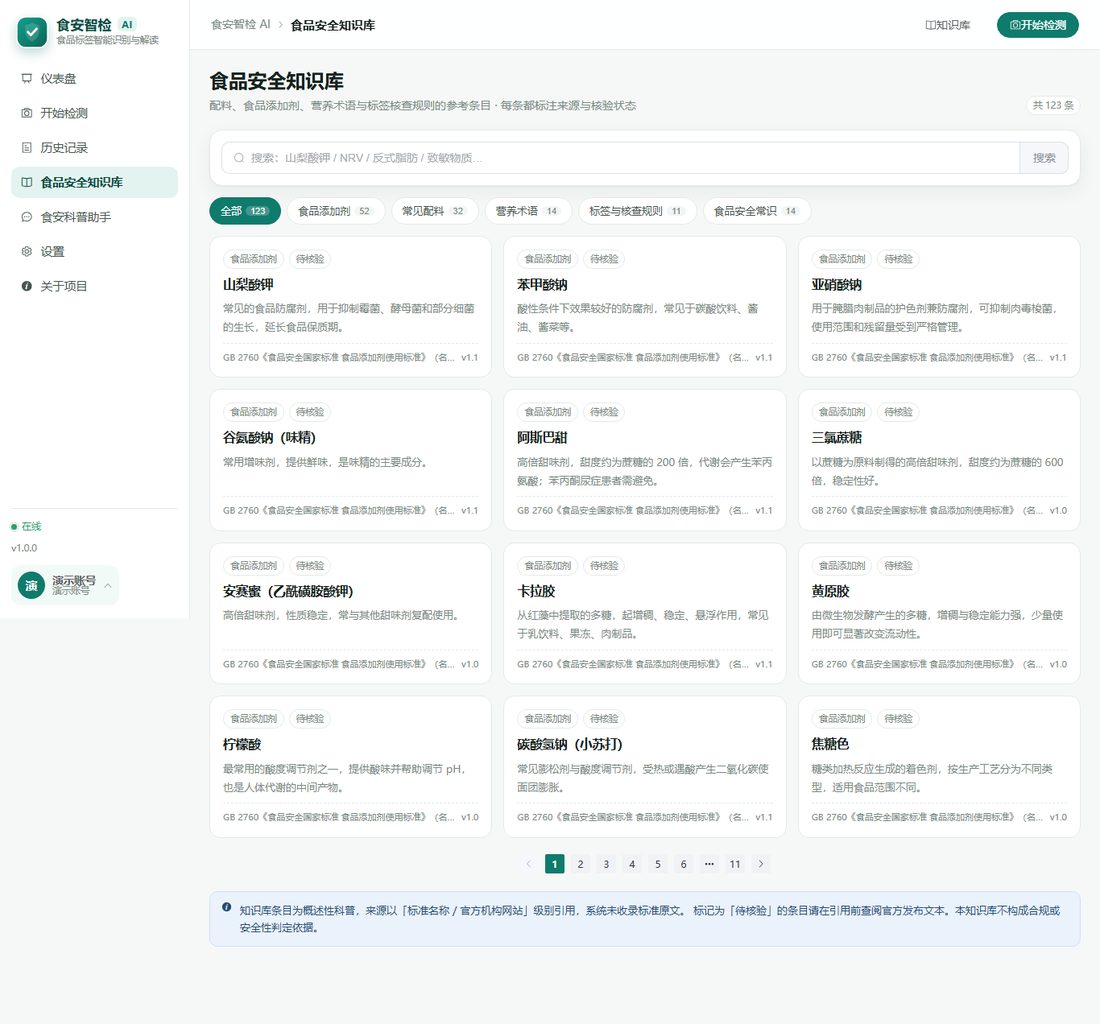 食安智检 AI
食品标签智能识别与解读
仪表盘
开始检测
历史记录
食品安全知识库
食安科普助手
设置
关于项目
在线
v1.0.0
演
演示账号
演示账号
食安智检 AI > 食品安全知识库
知识库
开始检测
食品安全知识库
配料、食品添加剂、营养术语与标签核查规则的参考条目 · 每条都标注来源与核验状态
共 123 条
搜索：山梨酸钾 / NRV / 反式脂肪 / 致敏物质...
搜索
全部 123
食品添加剂 52
常见配料 32
营养术语 14
标签与核查规则 11
食品安全常识 14
食品添加剂 待核验
山梨酸钾
常见的食品防腐剂，用于抑制霉菌、酵母菌和部分细菌
的生长，延长食品保质期。
GB 2760《食品安全国家标准 食品添加剂使用标准》（名... v1.1
食品添加剂 待核验
苯甲酸钠
酸性条件下效果较好的防腐剂，常见于碳酸饮料、酱
油、酱菜等。
GB 2760《食品安全国家标准 食品添加剂使用标准》（名... v1.1
食品添加剂 待核验
亚硝酸钠
用于腌腊肉制品的护色剂兼防腐剂，可抑制肉毒梭菌，
使用范围和残留量受到严格管理。
GB 2760《食品安全国家标准 食品添加剂使用标准》（名... v1.1
食品添加剂 待核验
谷氨酸钠（味精）
常用增味剂，提供鲜味，是味精的主要成分。
GB 2760《食品安全国家标准 食品添加剂使用标准》（名... v1.1
食品添加剂 待核验
阿斯巴甜
高倍甜味剂，甜度约为蔗糖的 200 倍，代谢会产生苯丙
氨酸；苯丙酮尿症患者需避免。
GB 2760《食品安全国家标准 食品添加剂使用标准》（名... v1.1
食品添加剂 待核验
三氯蔗糖
以蔗糖为原料制得的高倍甜味剂，甜度约为蔗糖的 600
倍，稳定性好。
GB 2760《食品安全国家标准 食品添加剂使用标准》（名... v1.0
食品添加剂 待核验
安赛蜜（乙酰磺胺酸钾）
高倍甜味剂，性质稳定，常与其他甜味剂复配使用。
GB 2760《食品安全国家标准 食品添加剂使用标准》（名... v1.0
食品添加剂 待核验
卡拉胶
从红藻中提取的多糖，起增稠、稳定、悬浮作用，常见
于乳饮料、果冻、肉制品。
GB 2760《食品安全国家标准 食品添加剂使用标准》（名... v1.1
食品添加剂 待核验
黄原胶
由微生物发酵产生的多糖，增稠与稳定能力强，少量使
用即可显著改变流动性。
GB 2760《食品安全国家标准 食品添加剂使用标准》（名... v1.0
食品添加剂 待核验
柠檬酸
最常用的酸度调节剂之一，提供酸味并帮助调节 pH，
也是人体代谢的中间产物。
GB 2760《食品安全国家标准 食品添加剂使用标准》（名... v1.0
食品添加剂 待核验
碳酸氢钠（小苏打）
常见膨松剂与酸度调节剂，受热或遇酸产生二氧化碳使
面团膨胀。
GB 2760《食品安全国家标准 食品添加剂使用标准》（名... v1.1
食品添加剂 待核验
焦糖色
糖类加热反应生成的着色剂，按生产工艺分为不同类
型，适用食品范围不同。
GB 2760《食品安全国家标准 食品添加剂使用标准》（名... v1.0
1 2 3 4 5 6 ••• 11
知识库条目为概述性科普，来源以「标准名称 / 官方机构网站」级别引用，系统未收录标准原文。 标记为「待核验」的条目请在引用前查阅官方发布文本。本知识库不构成合规或
安全性判定依据。